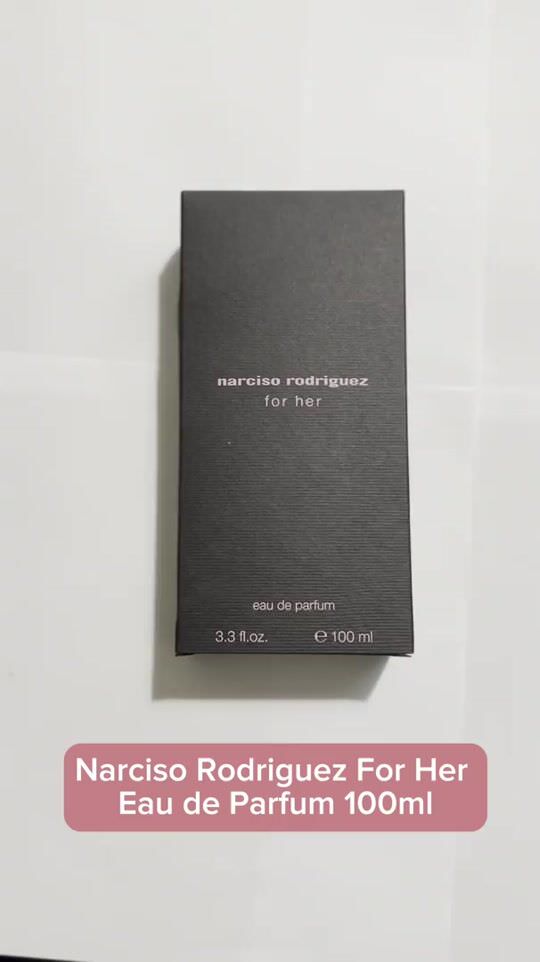 narciso rodriguez
for her
eau de parfum
3.3 fl.oz. ℮ 100 ml
Narciso Rodriguez For Her
Eau de Parfum 100ml